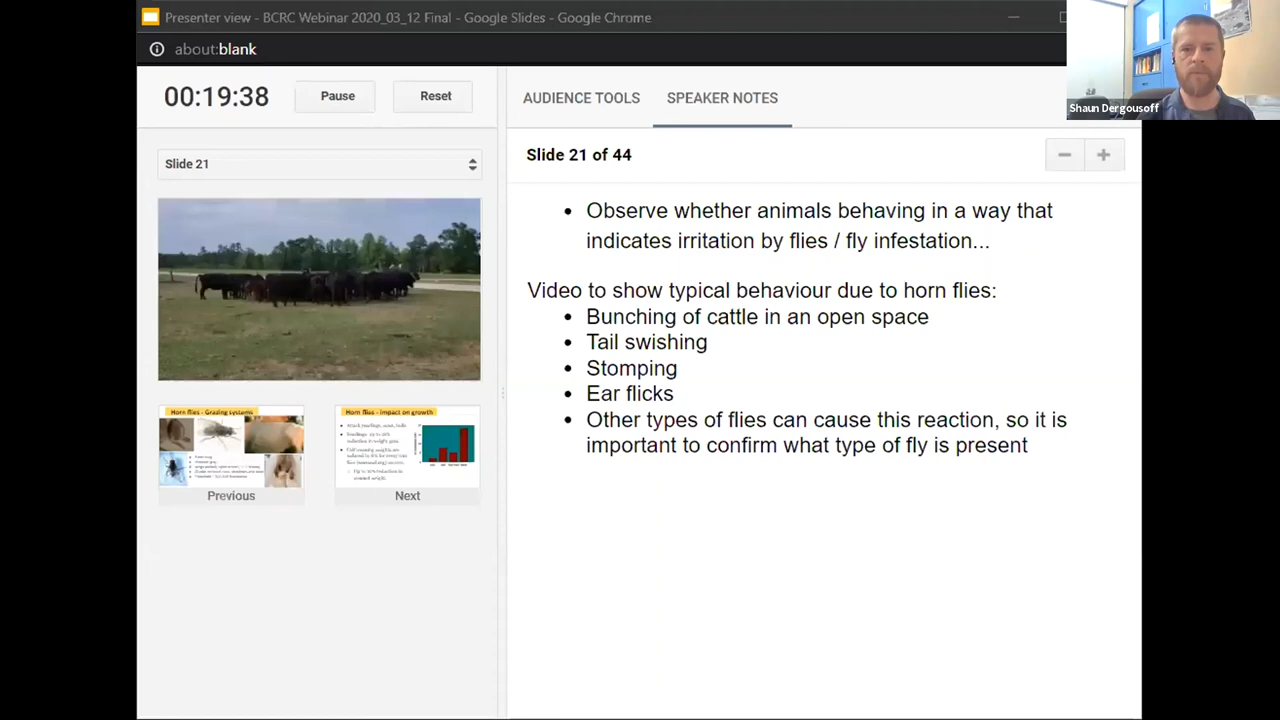 Presenter view - BCRC Webinar 2020_03_12 Final - Google Slides - Google Chrome
about:blank
Shaun Dergousoff
00:19:38
Pause
Reset
AUDIENCE TOOLS
SPEAKER NOTES
Slide 21
Slide 21 of 44
• Observe whether animals behaving in a way that
indicates irritation by flies / fly infestation...
Video to show typical behaviour due to horn flies:
• Bunching of cattle in an open space
• Tail swishing
• Stomping
• Ear flicks
• Other types of flies can cause this reaction, so it is
important to confirm what type of fly is present
Horn flies - Grazing systems
Previous
Horn flies - impact on growth
Next